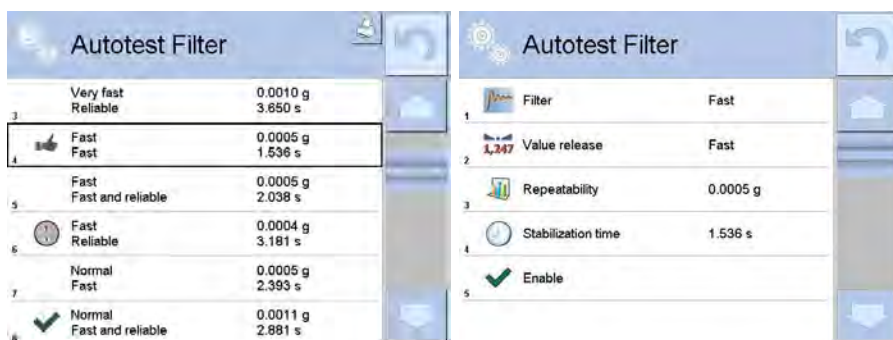 Autotest Filter
Very fast 0.0010 g
Reliable 3.650 s
3
Fast 0.0005 g
Fast 1.536 s
4
Fast 0.0005 g
Fast and reliable 2.038 s
5
Fast 0.0004 g
Reliable 3.181 s
6
Normal 0.0005 g
Fast 2.393 s
7
Normal 0.0011 g
Fast and reliable 2.881 s
Autotest Filter
Filter Fast
1
1,247 Value release Fast
2
Repeatability 0.0005 g
3
Stabilization time 1.536 s
4
Enable
5